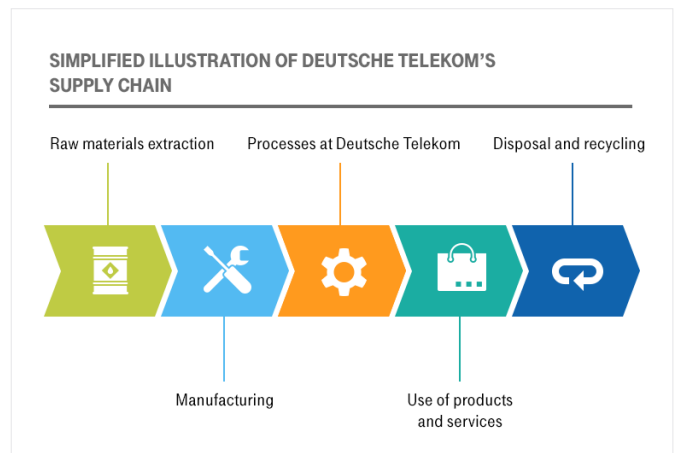 SIMPLIFIED ILLUSTRATION OF DEUTSCHE TELEKOM'S
SUPPLY CHAIN
Raw materials extraction
Processes at Deutsche Telekom
Disposal and recycling
Manufacturing
Use of products
and services